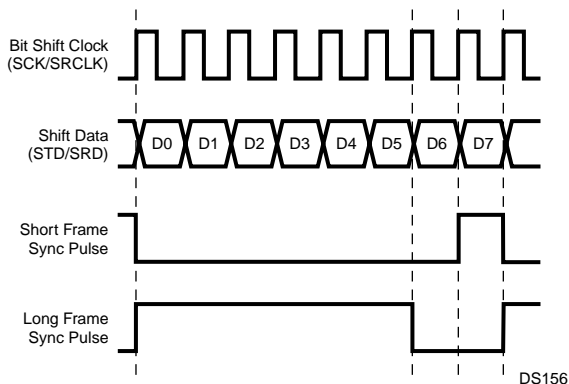 Bit Shift Clock
(SCK/SRCLK)
Shift Data
(STD/SRD)
D0 D1 D2 D3 D4 D5 D6 D7
Short Frame
Sync Pulse
Long Frame
Sync Pulse
DS156